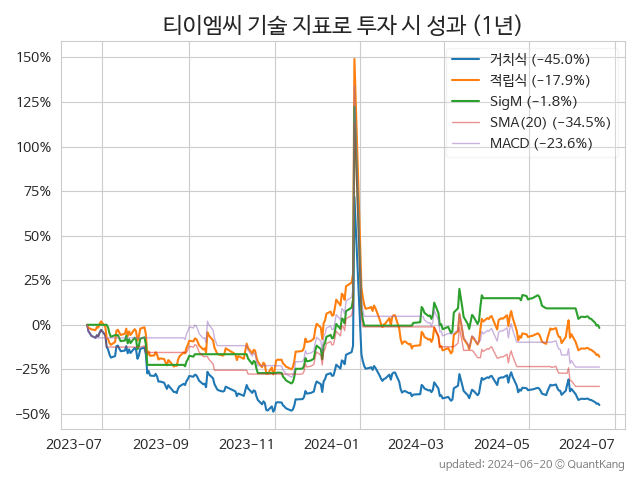 티이엠씨 기술 지표로 투자 시 성과 (1년)
150%
125%
100%
75%
50%
25%
0%
−25%
−50%
거치식 (−45.0%)
적립식 (−17.9%)
SigM (−1.8%)
SMA(20) (−34.5%)
MACD (−23.6%)
2023−07 2023−09 2023−11 2024−01 2024−03 2024−05 2024−07
updated: 2024−06−20 © QuantKang